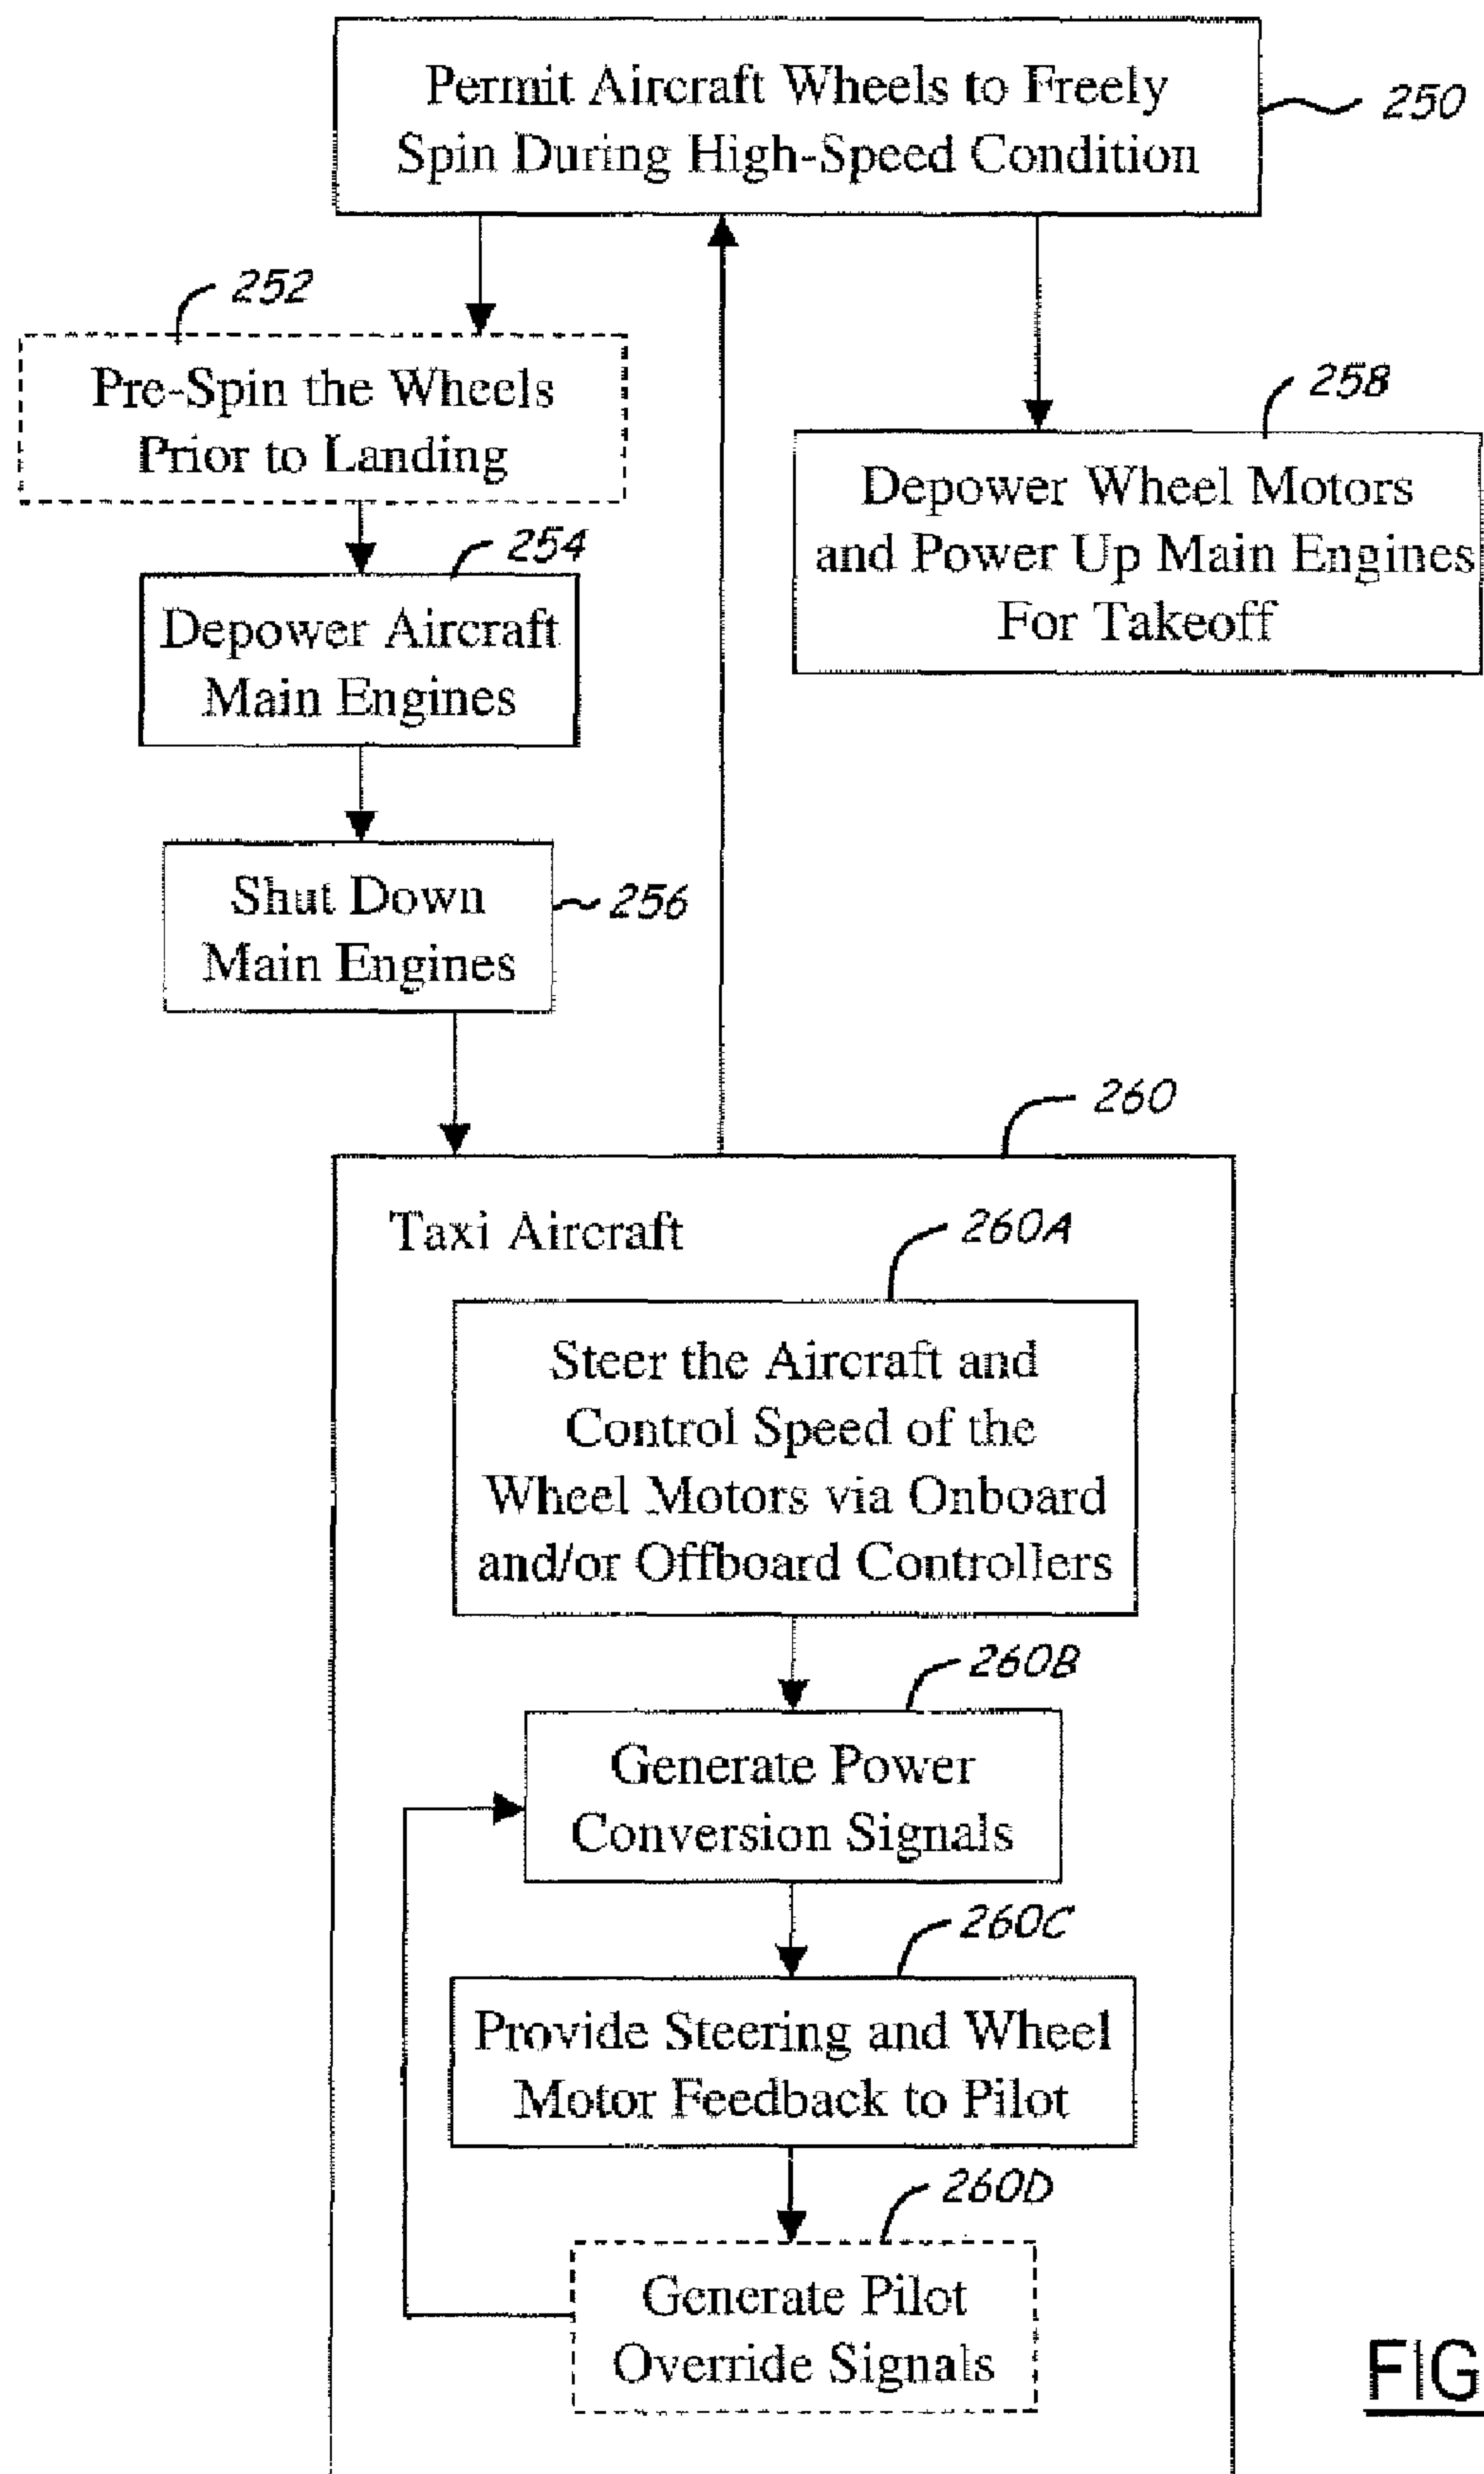 Permit Aircraft Wheels to Freely
Spin During High-Speed Condition
250
252
Pre-Spin the Wheels
Prior to Landing
258
Depower Wheel Motors
and Power Up Main Engines
For Takeoff
254
Depower Aircraft
Main Engines
Shut Down
Main Engines
256
260
Taxi Aircraft
260A
Steer the Aircraft and
Control Speed of the
Wheel Motors via Onboard
and/or Offboard Controllers
260B
Generate Power
Conversion Signals
260C
Provide Steering and Wheel
Motor Feedback to Pilot
260D
Generate Pilot
Override Signals
FIG